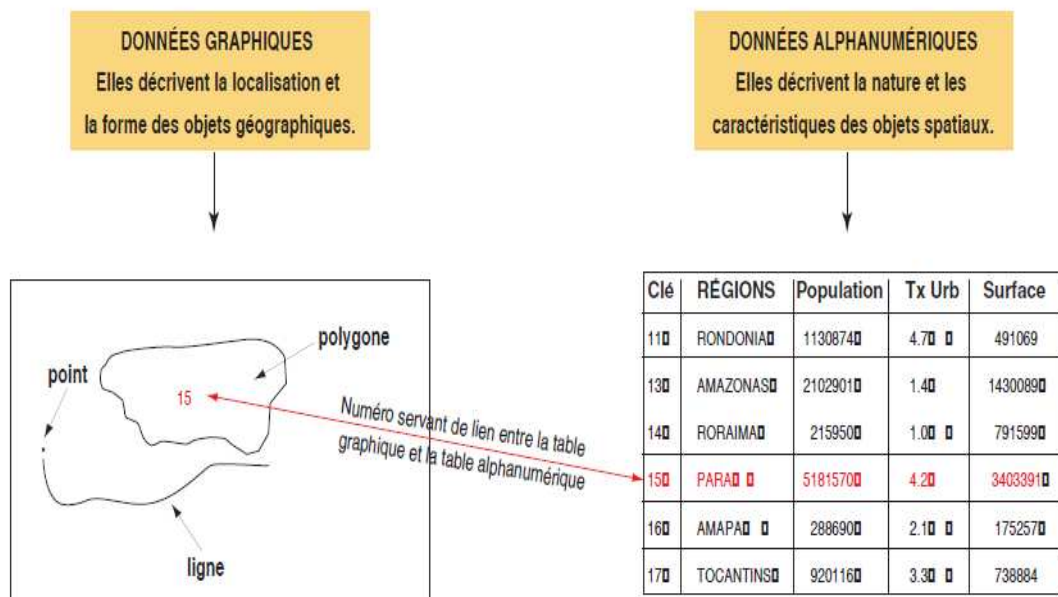 DONNÉES GRAPHIQUES
Elles décrivent la localisation et
la forme des objets géographiques.
DONNÉES ALPHANUMÉRIQUES
Elles décrivent la nature et les
caractéristiques des objets spatiaux.
polygone
point
15
ligne
Numéro servant de lien entre la table
graphique et la table alphanumérique
Clé RÉGIONS Population Tx Urb Surface
11 RONDONIA 1130874 4.7 491069
13 AMAZONAS 2102901 1.4 1430089
14 RORAIMA 215950 1.0 791599
15 PARA 5181570 4.2 3403391
16 AMAPA 288690 2.1 175257
17 TOCANTINS 920116 3.3 738884